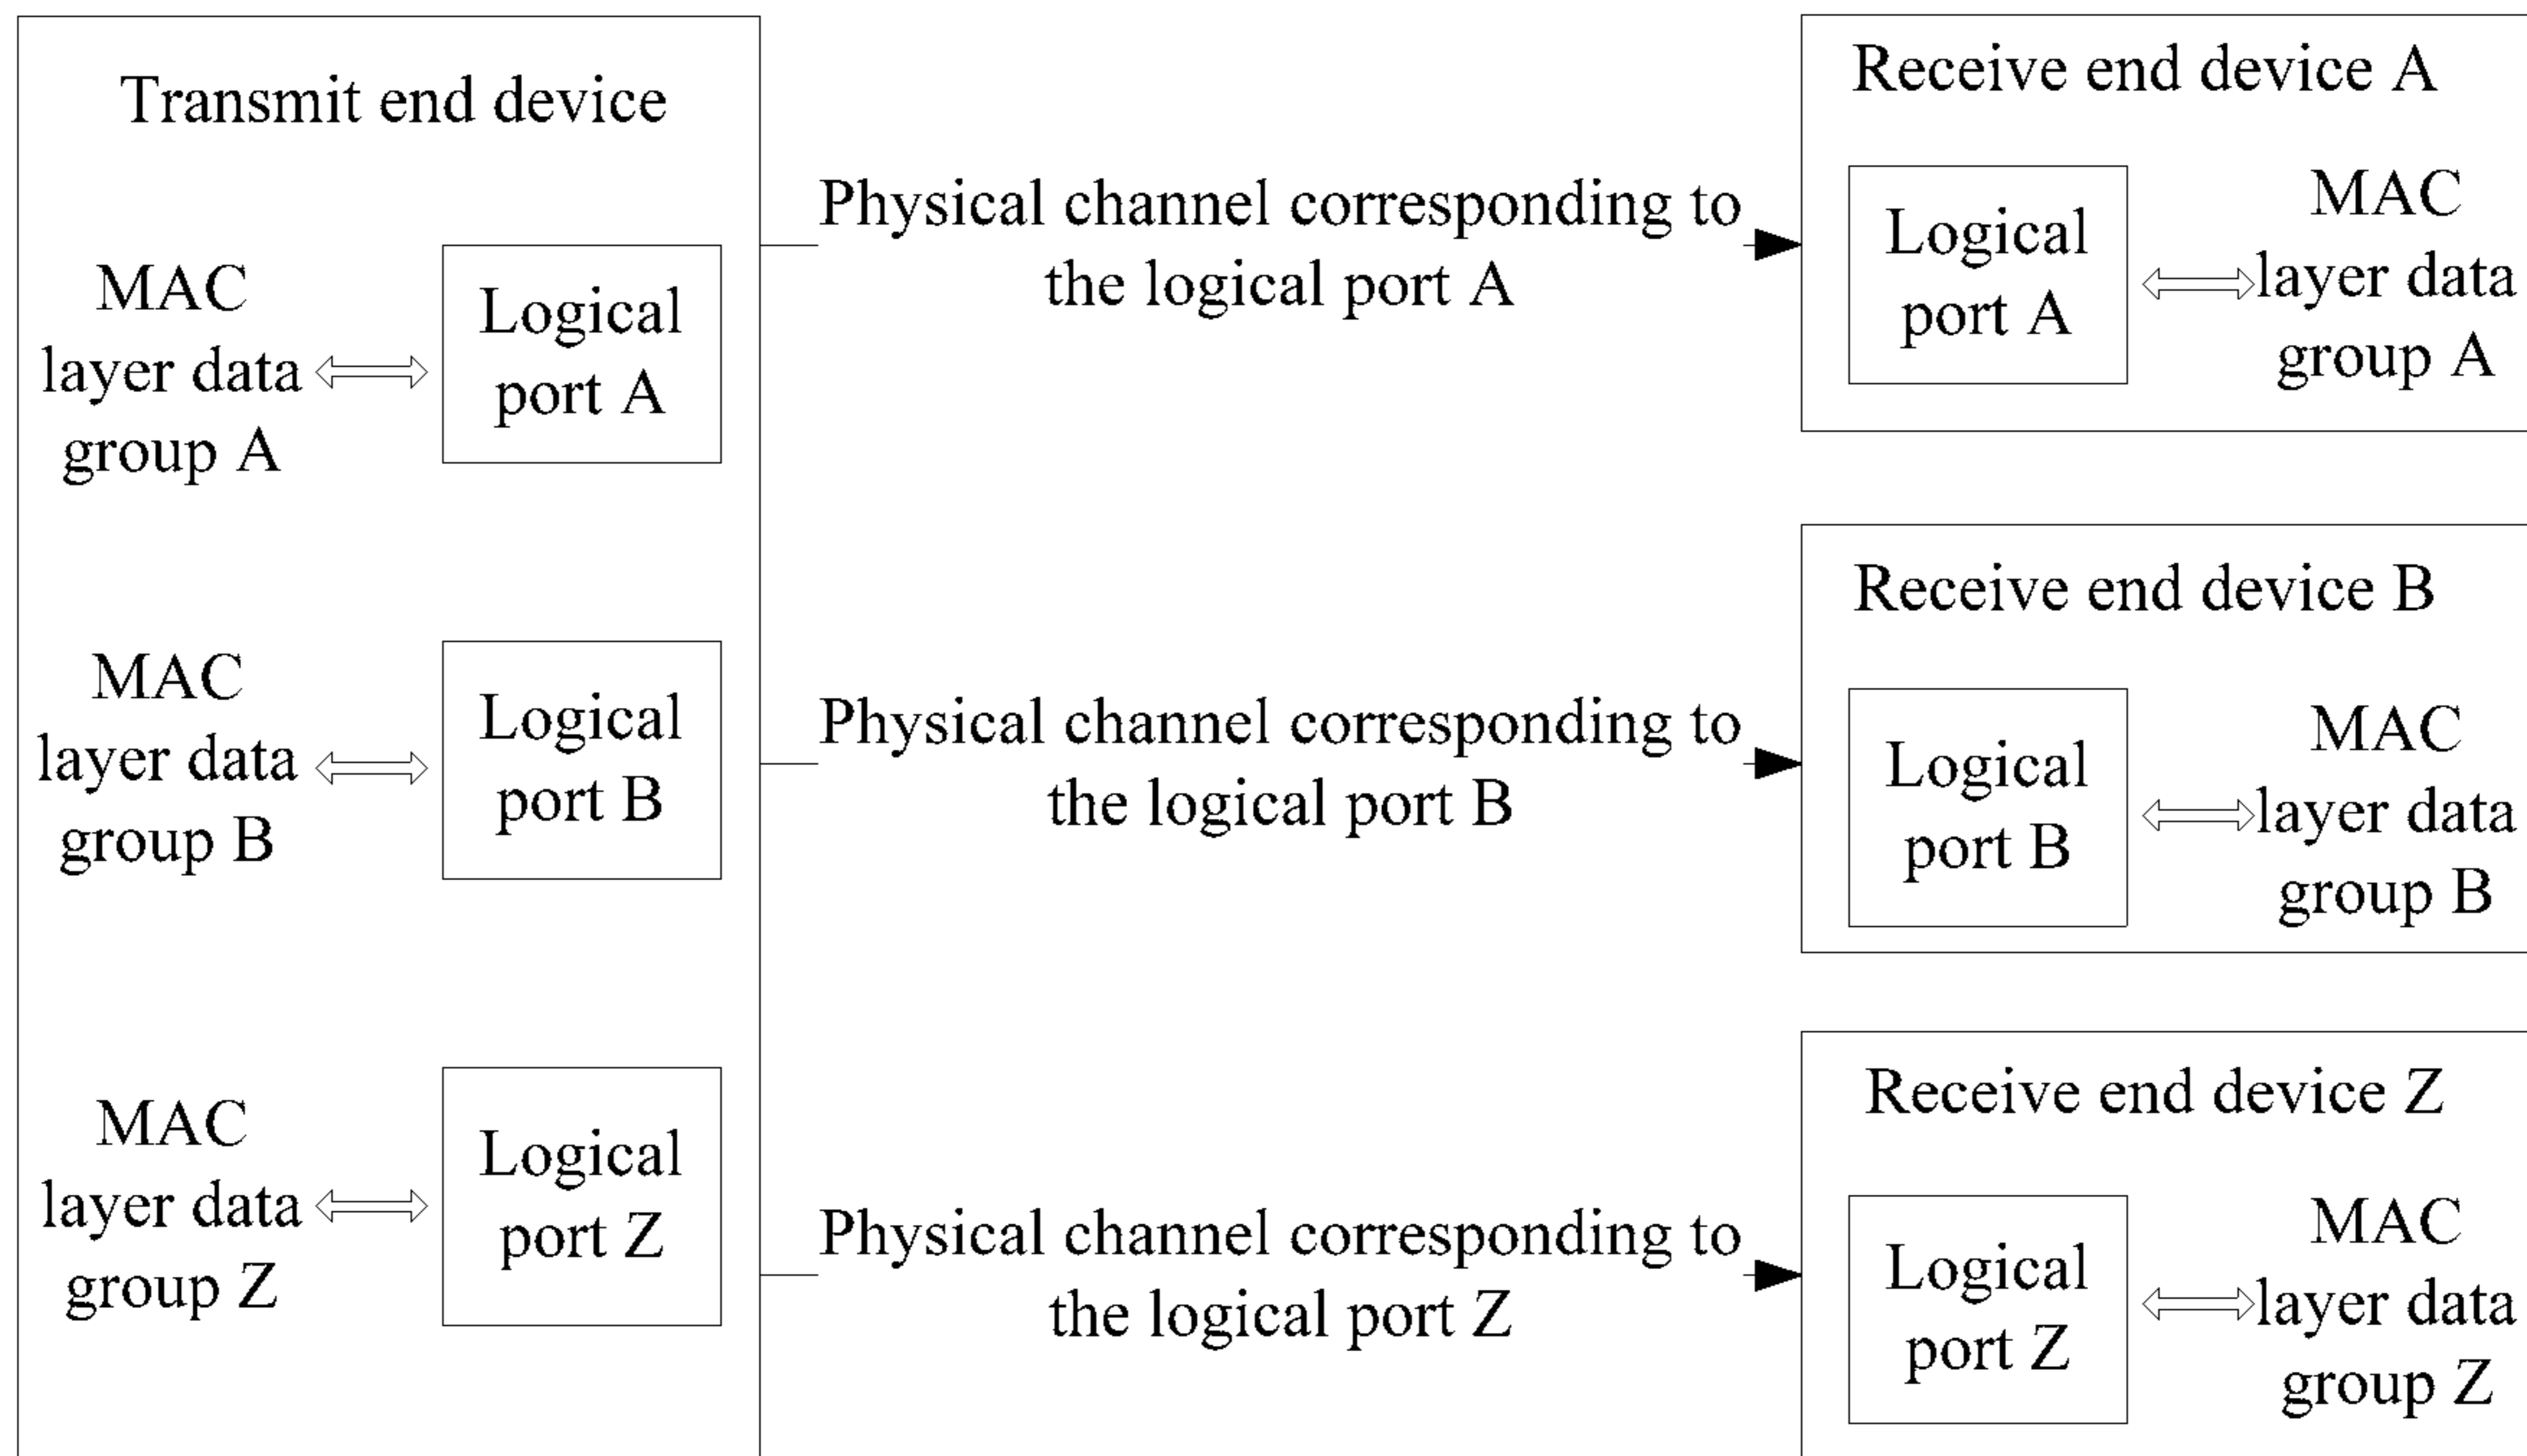 Transmit end device
MAC
layer data
group A
Logical
port A
MAC
layer data
group B
Logical
port B
MAC
layer data
group Z
Logical
port Z
Physical channel corresponding to
the logical port A
Physical channel corresponding to
the logical port B
Physical channel corresponding to
the logical port Z
Receive end device A
Logical
port A
MAC
layer data
group A
Receive end device B
Logical
port B
MAC
layer data
group B
Receive end device Z
Logical
port Z
MAC
layer data
group Z